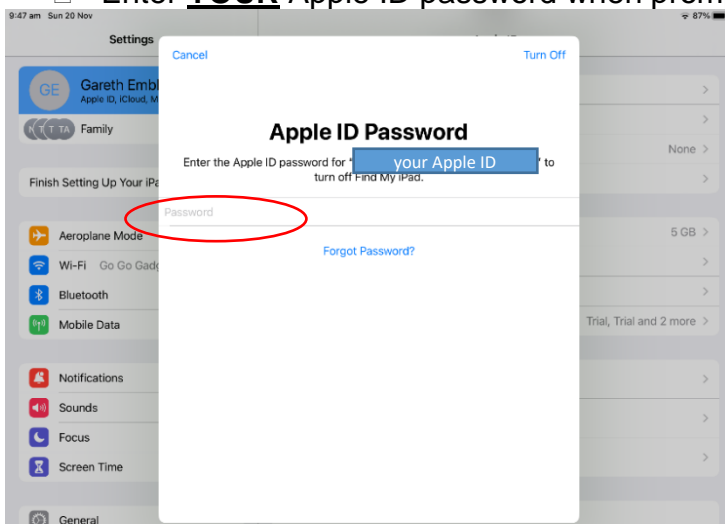 Enter YOUR Apple ID password when prom
9:47 am Sun 20 Nov
87%
Settings
Cancel
Turn Off
GE
Gareth Embl
Apple ID, iCloud, M
TA
Family
Apple ID Password
Enter the Apple ID password for “ your Apple ID ” to
turn off Find My iPad.
None
Finish Setting Up Your iPa
Password
Forgot Password?
Aeroplane Mode
5 GB
Wi-Fi Go Go Gadg
Bluetooth
Mobile Data
Trial, Trial and 2 more
Notifications
Sounds
Focus
Screen Time
General